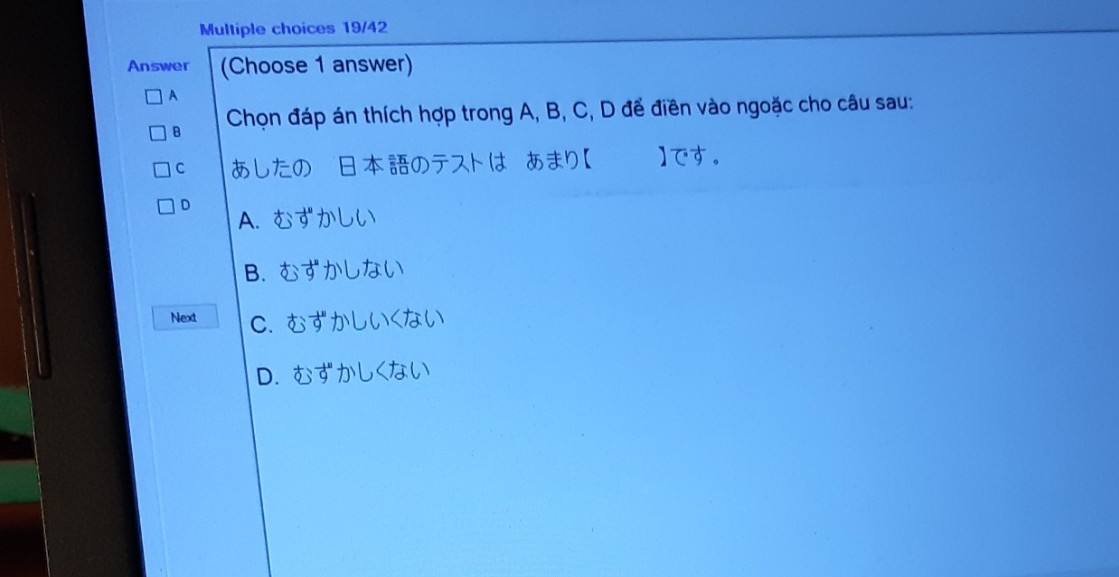 Multiple choices 19/42
Answer
(Choose 1 answer)
A
B
C
D
Next
Chọn đáp án thích hợp trong A, B, C, D để điền vào ngoặc cho câu sau:
あしたの　日本語のテストは　あまり【　　　】です。
A. むずかしい
B. むずかしない
C. むずかしいくない
D. むずかしくない